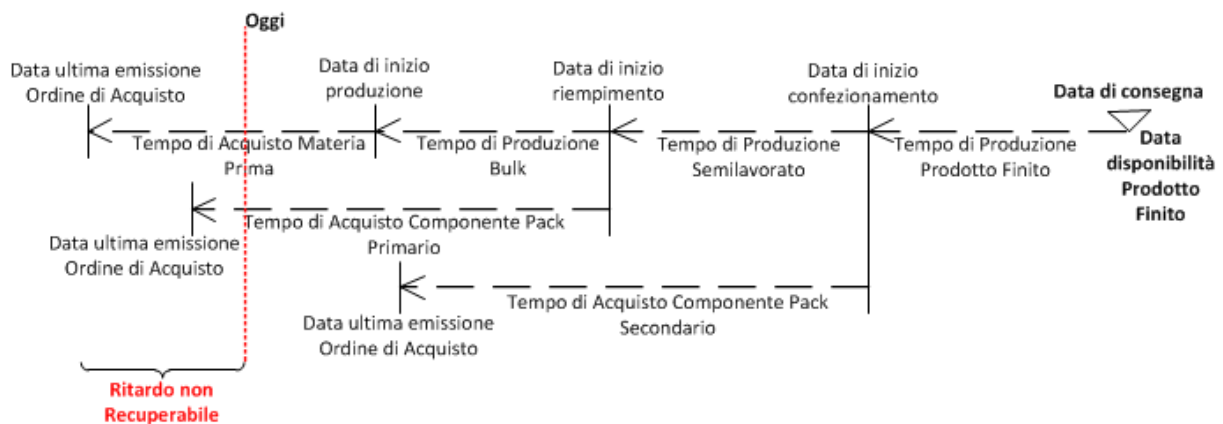 Oggi
Data ultima emissione
Ordine di Acquisto
Data di inizio
produzione
Data di inizio
riempimento
Data di inizio
confezionamento
Data di consegna
Tempo di Acquisto Materia
Prima
Tempo di Produzione
Bulk
Tempo di Produzione
Semilavorato
Tempo di Produzione
Prodotto Finito
Data
disponibilità
Prodotto
Finito
Tempo di Acquisto Componente Pack
Primario
Data ultima emissione
Ordine di Acquisto
Tempo di Acquisto Componente Pack
Secondario
Data ultima emissione
Ordine di Acquisto
Ritardo non
Recuperabile